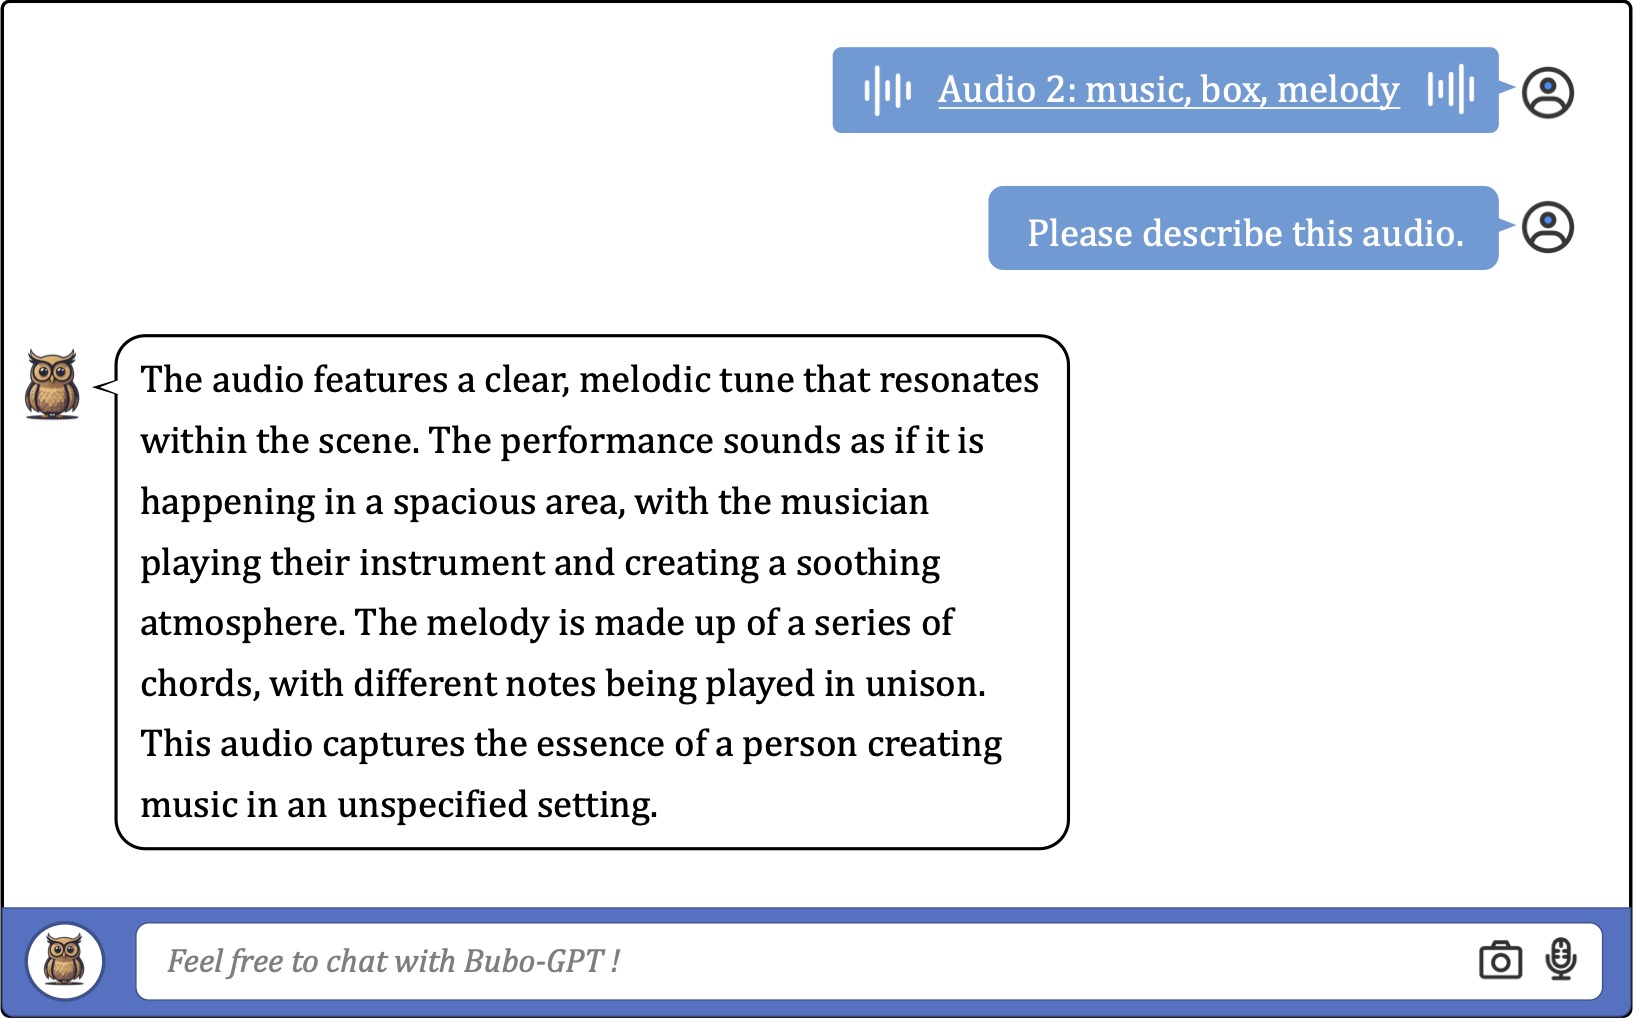 Audio 2: music, box, melody
Please describe this audio.
The audio features a clear, melodic tune that resonates
within the scene. The performance sounds as if it is
happening in a spacious area, with the musician
playing their instrument and creating a soothing
atmosphere. The melody is made up of a series of
chords, with different notes being played in unison.
This audio captures the essence of a person creating
music in an unspecified setting.
Feel free to chat with Bubo-GPT !